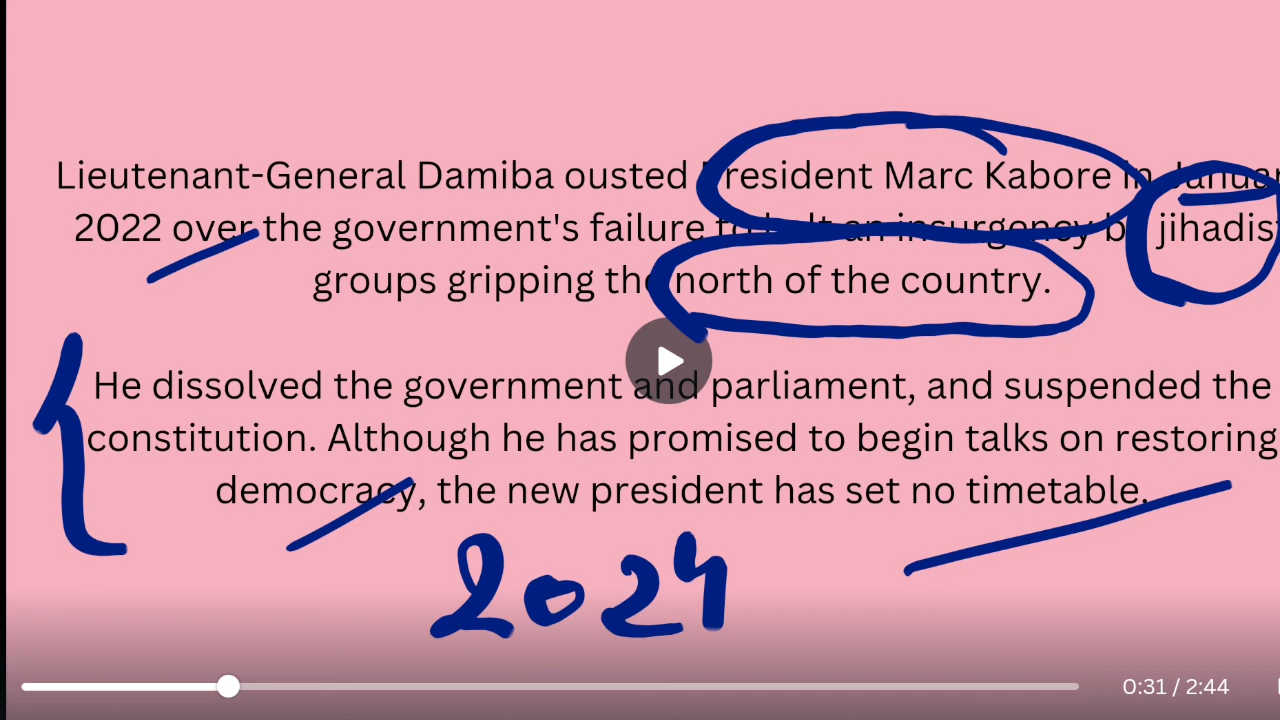 Lieutenant-General Damiba ousted President Marc Kabore in Januar
2022 over the government's failure to halt an insurgency by jihadis
groups gripping the north of the country.
He dissolved the government and parliament, and suspended the
constitution. Although he has promised to begin talks on restoring
democracy, the new president has set no timetable.
2024
0:31 / 2:44